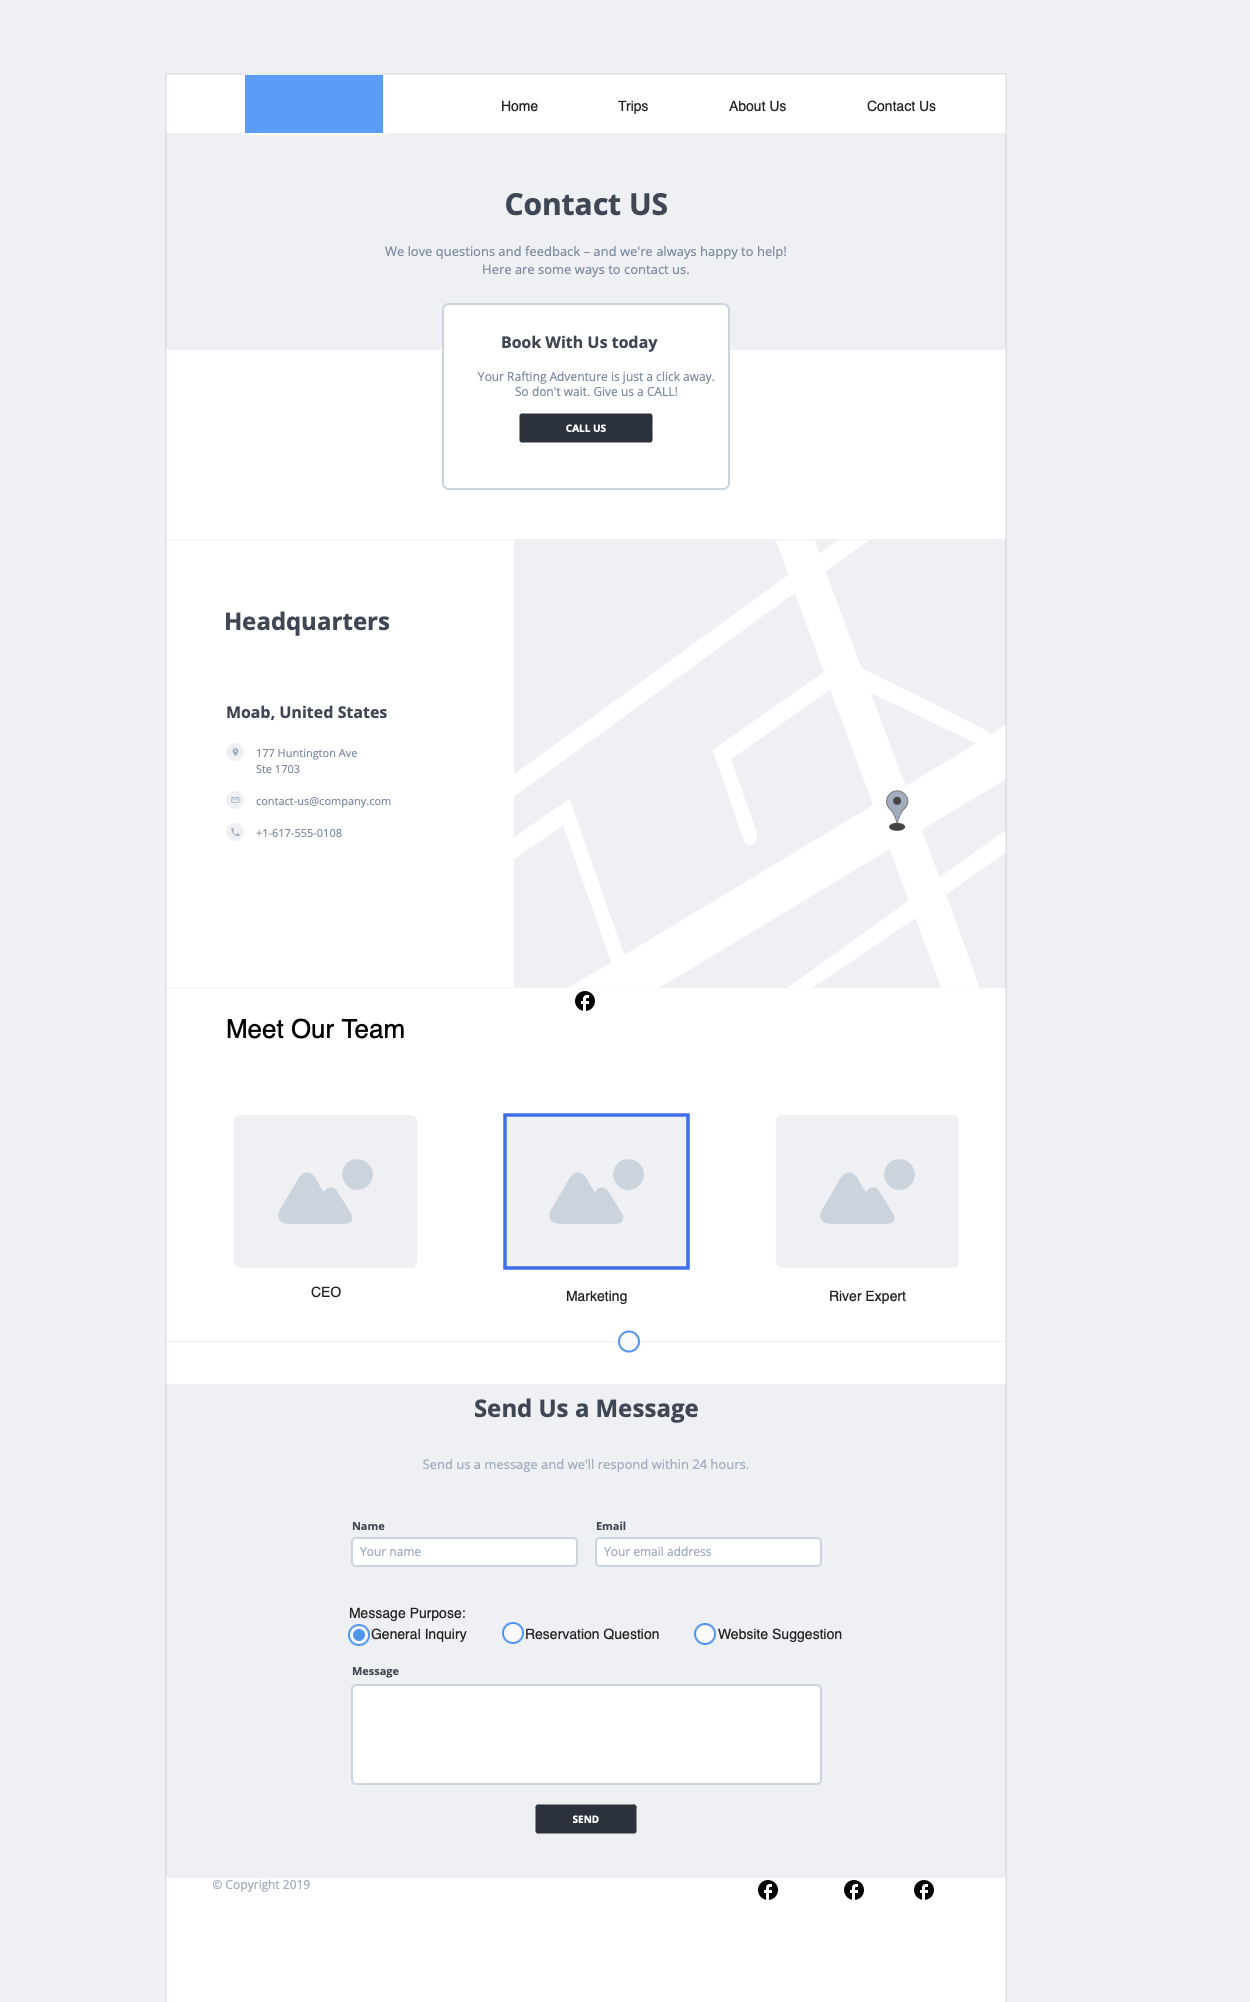 Home Trips About Us Contact Us
Contact US
We love questions and feedback – and we're always happy to help!
Here are some ways to contact us.
Book With Us today
Your Rafting Adventure is just a click away.
So don't wait. Give us a CALL!
CALL US
Headquarters
Moab, United States
177 Huntington Ave
Ste 1703
contact-us@company.com
+1-617-555-0108
Meet Our Team
CEO
Marketing
River Expert
Send Us a Message
Send us a message and we'll respond within 24 hours.
Name
Email
Your name
Your email address
Message Purpose:
General Inquiry Reservation Question Website Suggestion
Message
SEND
© Copyright 2019